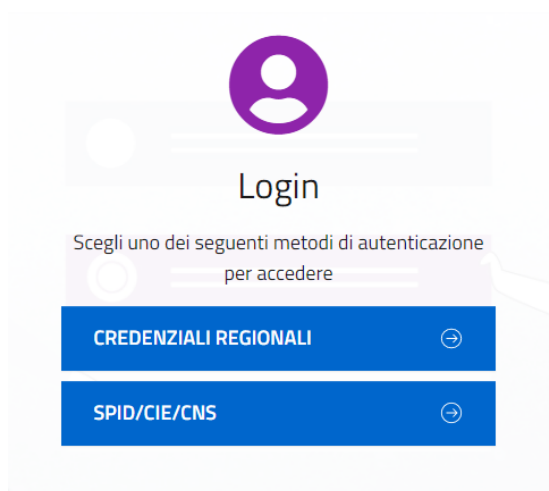 Login
Scegli uno dei seguenti metodi di autenticazione
per accedere
CREDENZIALI REGIONALI
SPID/CIE/CNS